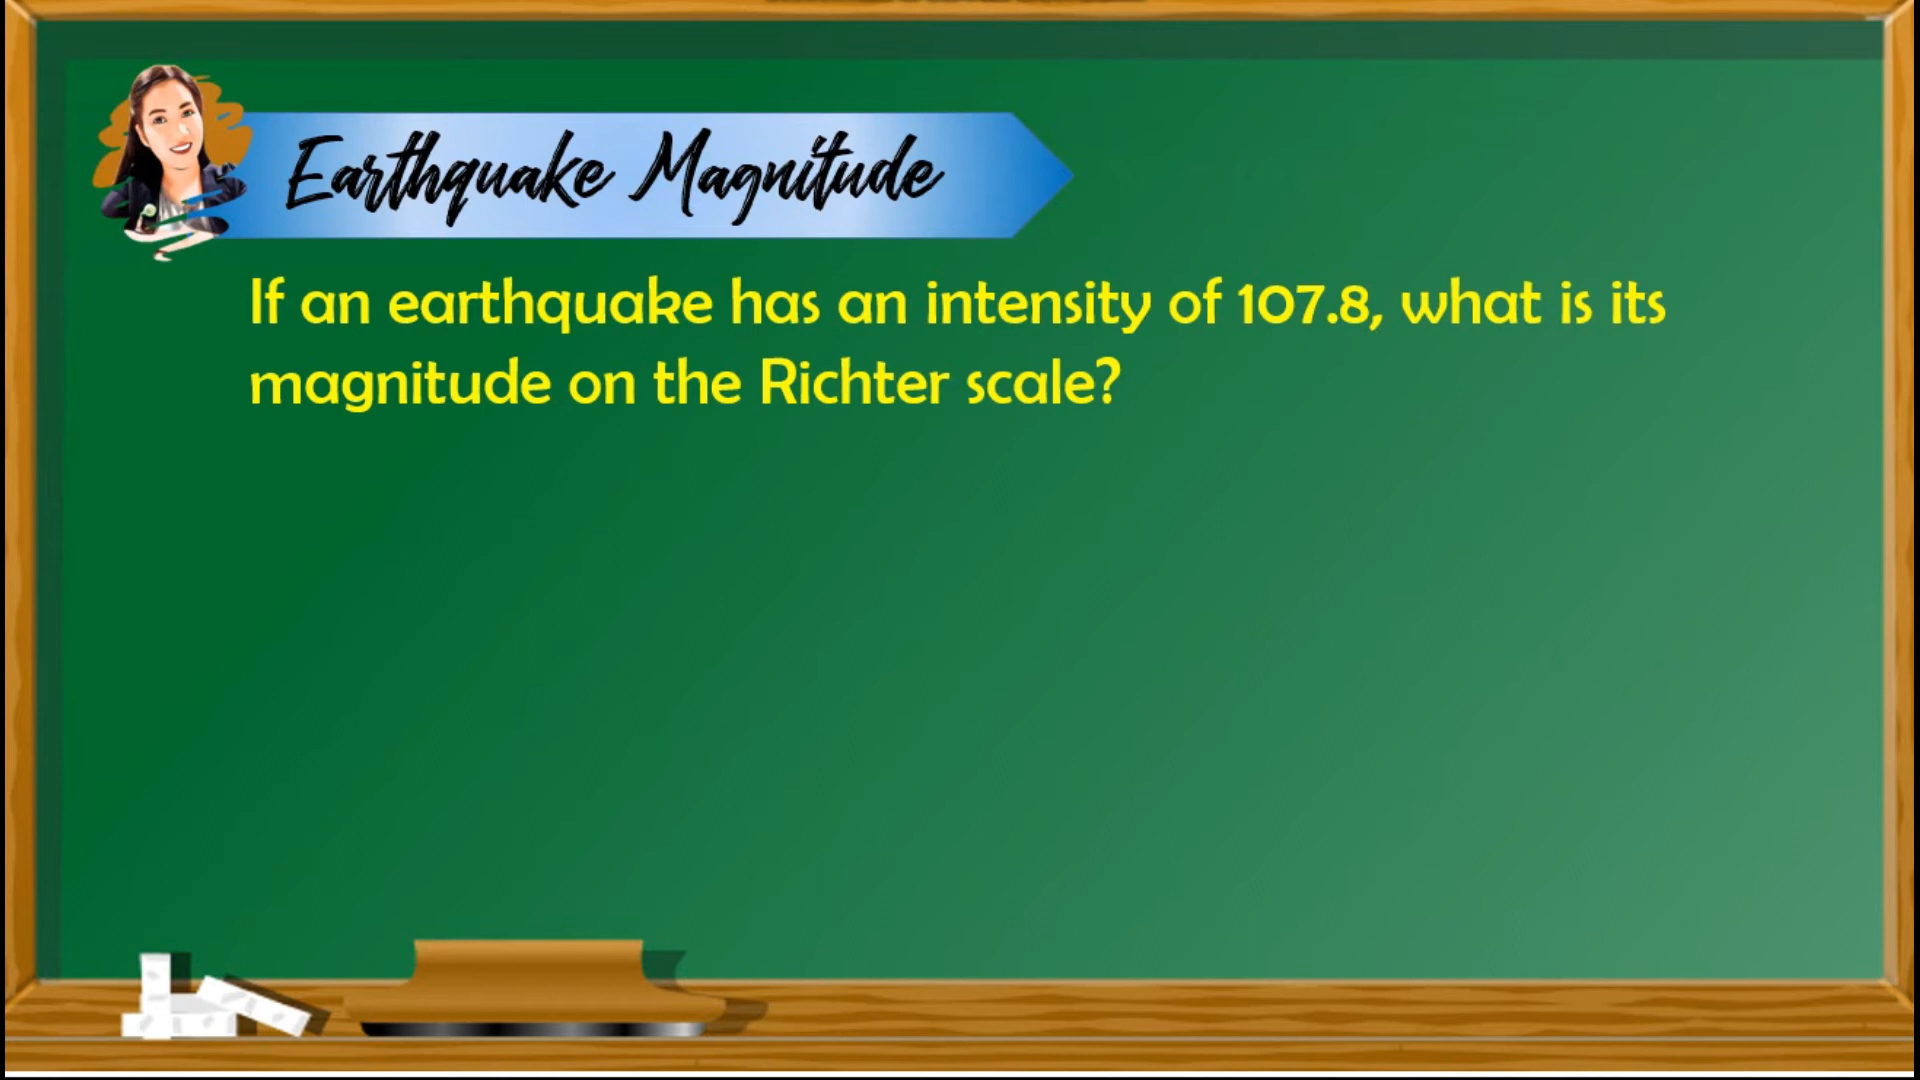 Earthquake Magnitude
If an earthquake has an intensity of 107.8, what is its
magnitude on the Richter scale?